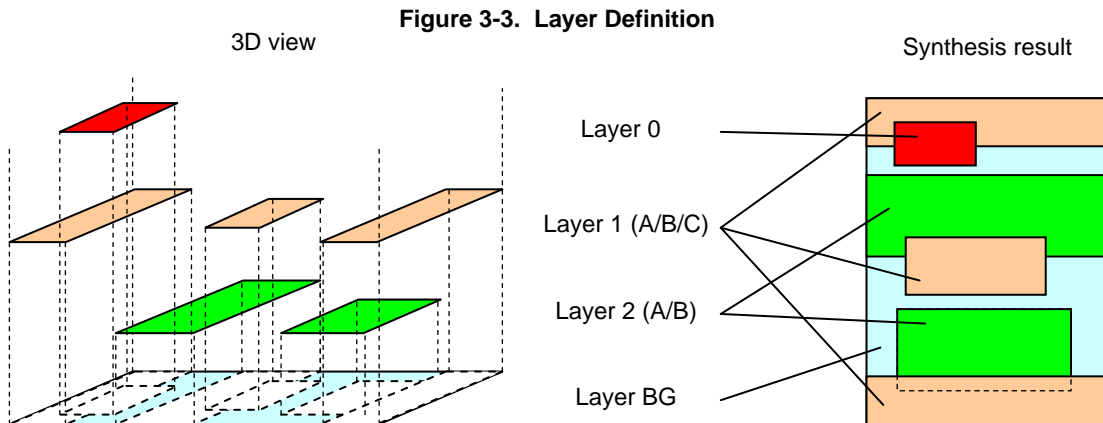 Figure 3-3.  Layer Definition
3D view
Synthesis result
Layer 0
Layer 1 (A/B/C)
Layer 2 (A/B)
Layer BG